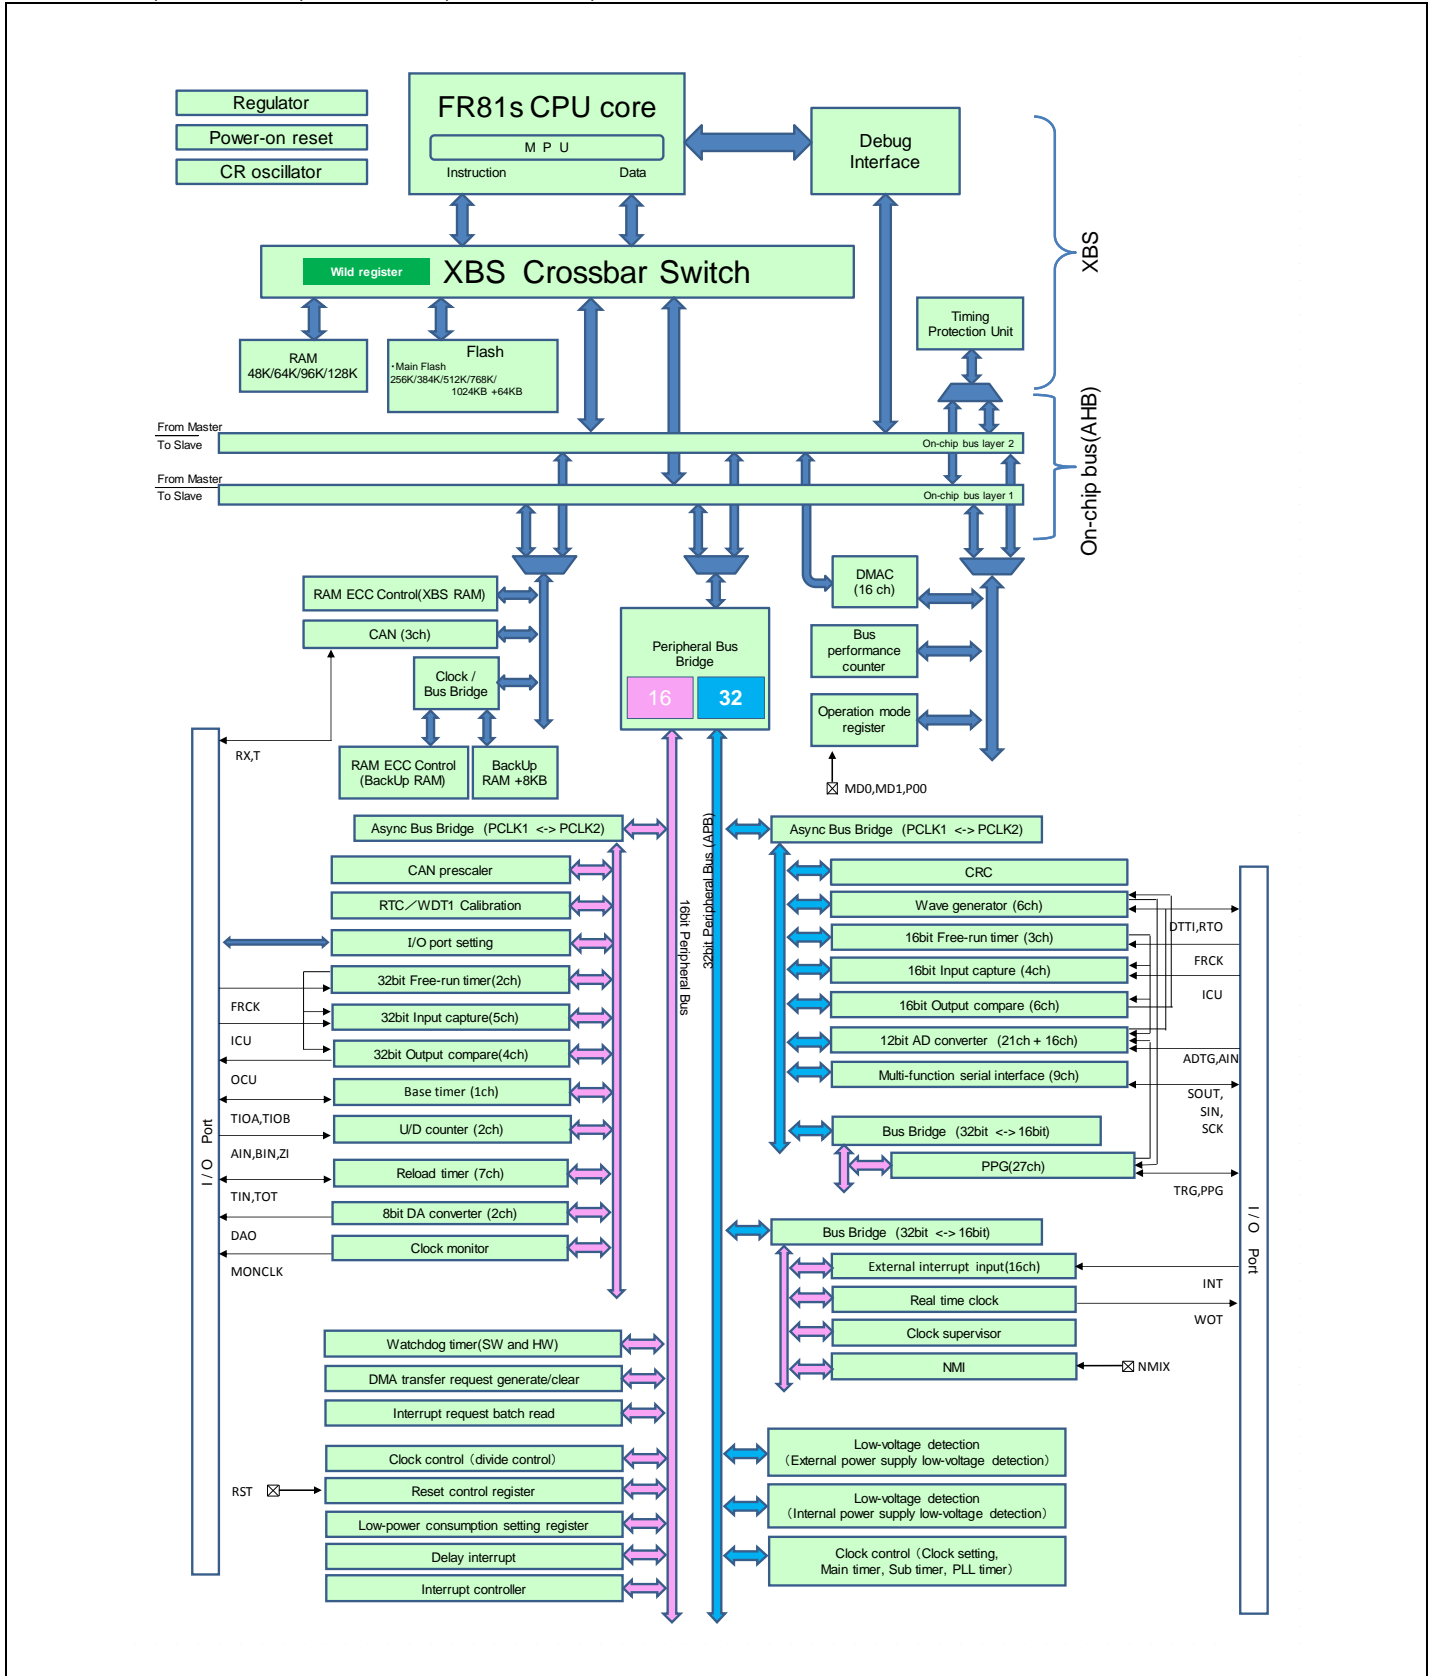 Regulator
Power-on reset
CR oscillator
FR81s CPU core
M P U
Instruction Data
Debug
Interface
XBS
Wild register
XBS Crossbar Switch
Timing
Protection Unit
RAM
48K/64K/96K/128K
Flash
・Main Flash
256K/384K/512K/768K/
1024KB +64KB
On-chip bus(AHB)
From Master
To Slave
On-chip bus layer 2
From Master
To Slave
On-chip bus layer 1
RAM ECC Control(XBS RAM)
CAN (3ch)
Clock /
Bus Bridge
RAM ECC Control
(BackUp RAM)
BackUp
RAM +8KB
RX,T
Peripheral Bus
Bridge
16 32
DMAC
(16 ch)
Bus
performance
counter
Operation mode
register
MD0,MD1,P00
16bit Peripheral Bus
32bit Peripheral Bus (APB)
I / O Port
Async Bus Bridge (PCLK1 <-> PCLK2)
CAN prescaler
RTC／WDT1 Calibration
I/O port setting
32bit Free-run timer(2ch)
FRCK
32bit Input capture(5ch)
ICU
32bit Output compare(4ch)
OCU
Base timer (1ch)
TIOA,TIOB
U/D counter (2ch)
AIN,BIN,ZI
Reload timer (7ch)
TIN,TOT
8bit DA converter (2ch)
DAO
Clock monitor
MONCLK
Watchdog timer(SW and HW)
DMA transfer request generate/clear
Interrupt request batch read
Clock control（divide control）
RST
Reset control register
Low-power consumption setting register
Delay interrupt
Interrupt controller
Async Bus Bridge (PCLK1 <-> PCLK2)
CRC
Wave generator (6ch)
DTTI,RTO
16bit Free-run timer (3ch)
FRCK
16bit Input capture (4ch)
ICU
16bit Output compare (6ch)
12bit AD converter (21ch + 16ch)
ADTG,AIN
Multi-function serial interface (9ch)
SOUT,
SIN,
SCK
Bus Bridge (32bit <-> 16bit)
PPG(27ch)
TRG,PPG
Bus Bridge (32bit <-> 16bit)
External interrupt input(16ch)
INT
Real time clock
WOT
Clock supervisor
NMI
NMIX
I / O Port
Low-voltage detection
（External power supply low-voltage detection）
Low-voltage detection
（Internal power supply low-voltage detection）
Clock control（Clock setting,
Main timer, Sub timer, PLL timer）